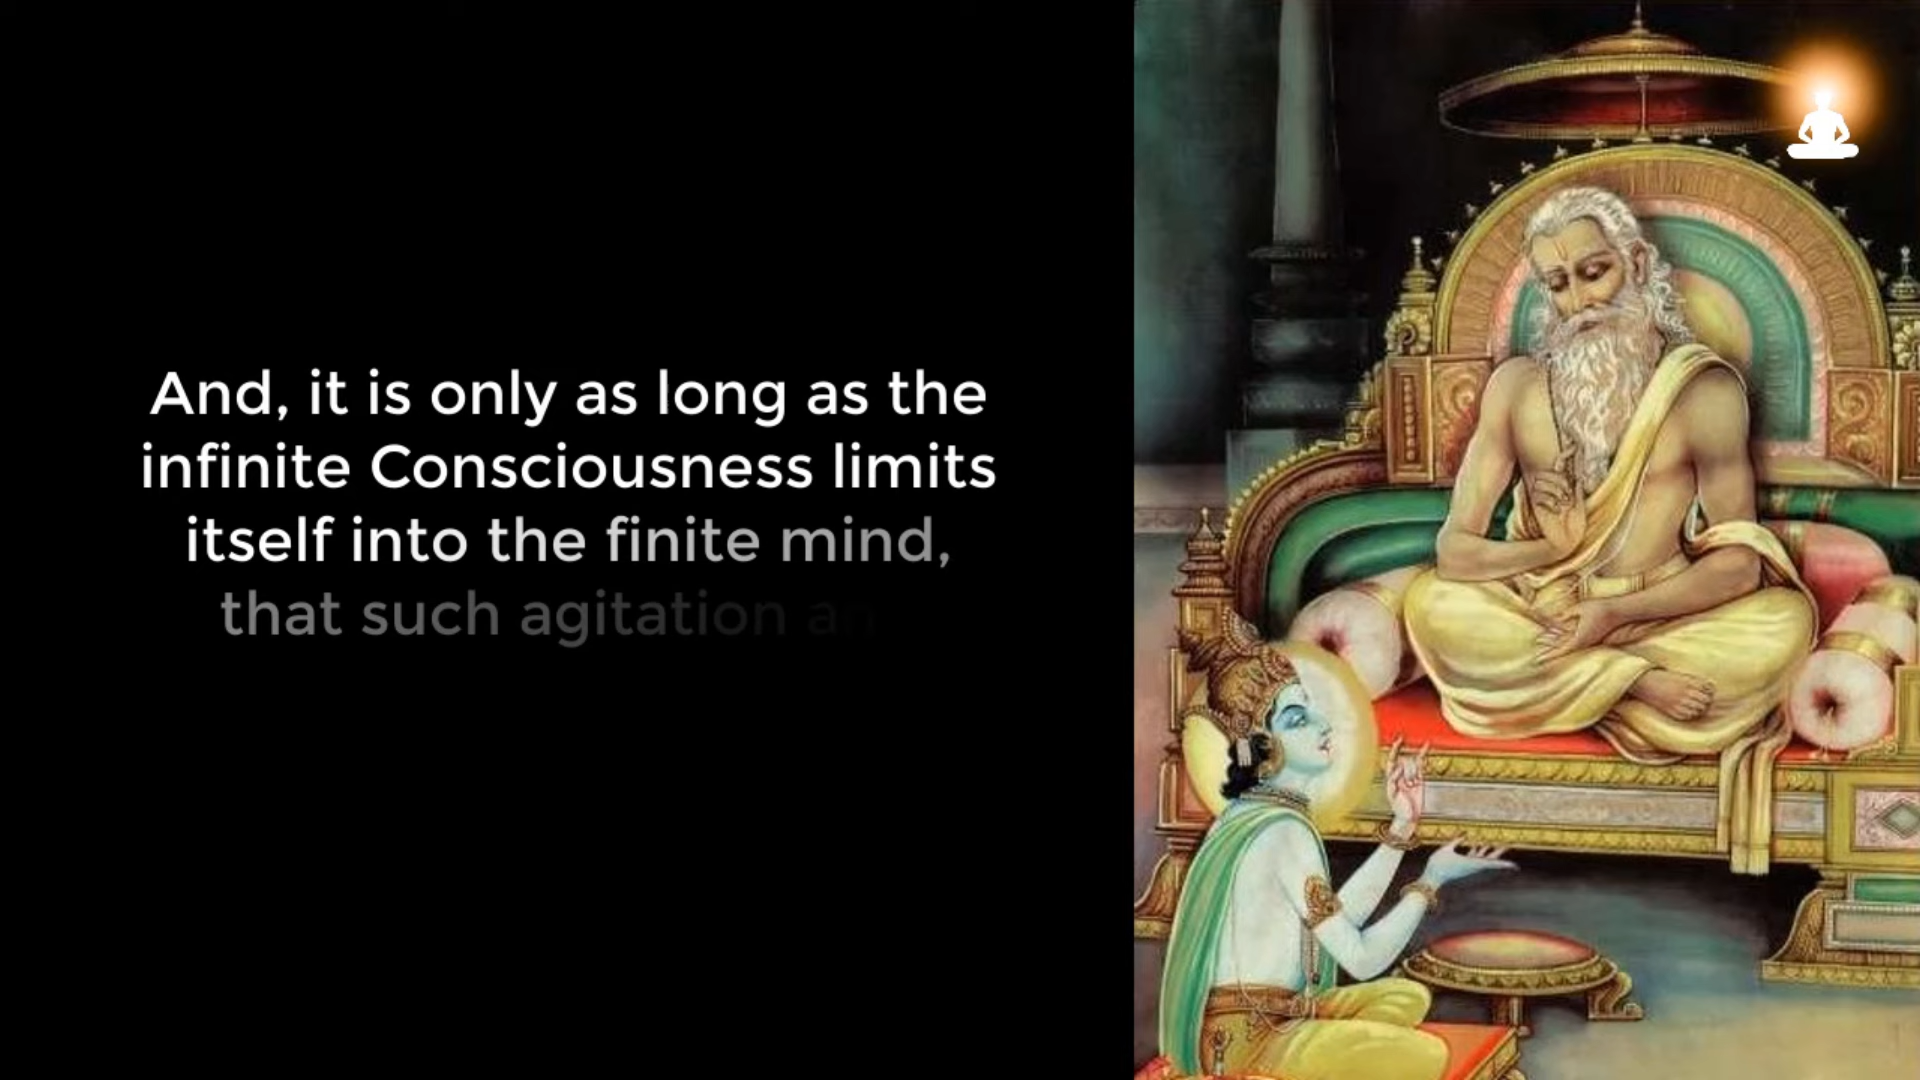 And, it is only as long as the
infinite Consciousness limits
itself into the finite mind,
that such agitation an